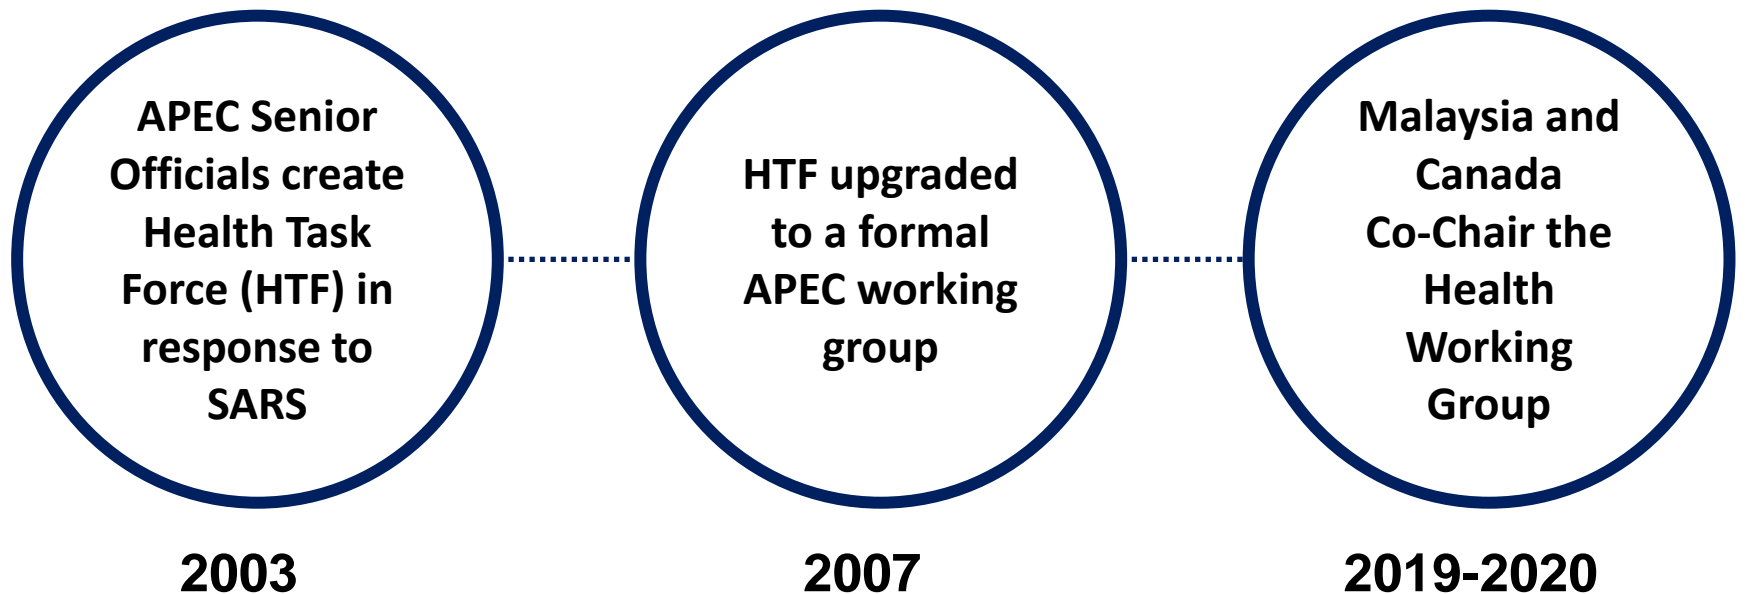 APEC Senior
Officials create
Health Task
Force (HTF) in
response to
SARS
2003
HTF upgraded
to a formal
APEC working
group
2007
Malaysia and
Canada
Co-Chair the
Health
Working
Group
2019-2020